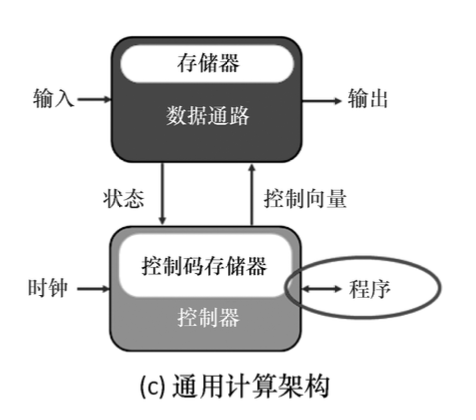 存储器
输入
数据通路
输出
状态
控制向量
控制码存储器
时钟
程序
控制器
(c) 通用计算架构